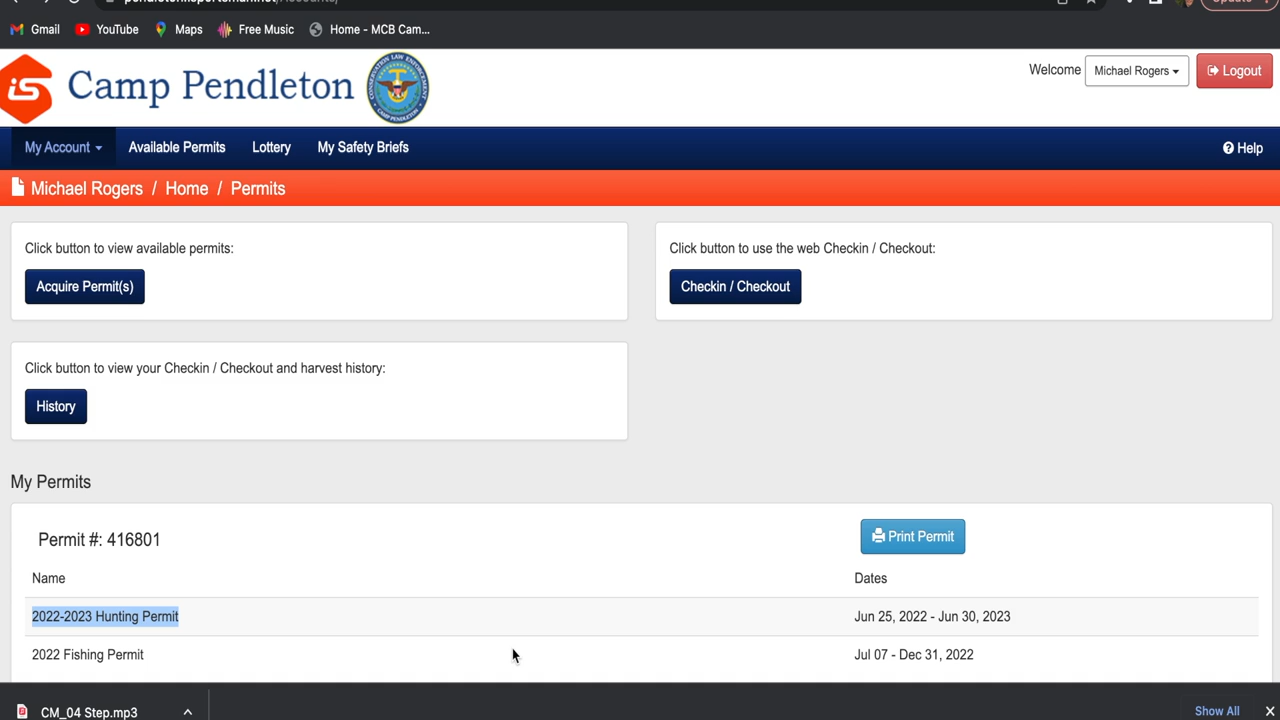 Gmail YouTube Maps Free Music Home - MCB Cam...
iS Camp Pendleton
Welcome Michael Rogers Logout
My Account Available Permits Lottery My Safety Briefs Help
Michael Rogers / Home / Permits
Click button to view available permits:
Acquire Permit(s)
Click button to use the web Checkin / Checkout:
Checkin / Checkout
Click button to view your Checkin / Checkout and harvest history:
History
My Permits
Permit #: 416801 Print Permit
Name Dates
2022-2023 Hunting Permit Jun 25, 2022 - Jun 30, 2023
2022 Fishing Permit Jul 07 - Dec 31, 2022
CM_04 Step.mp3 Show All